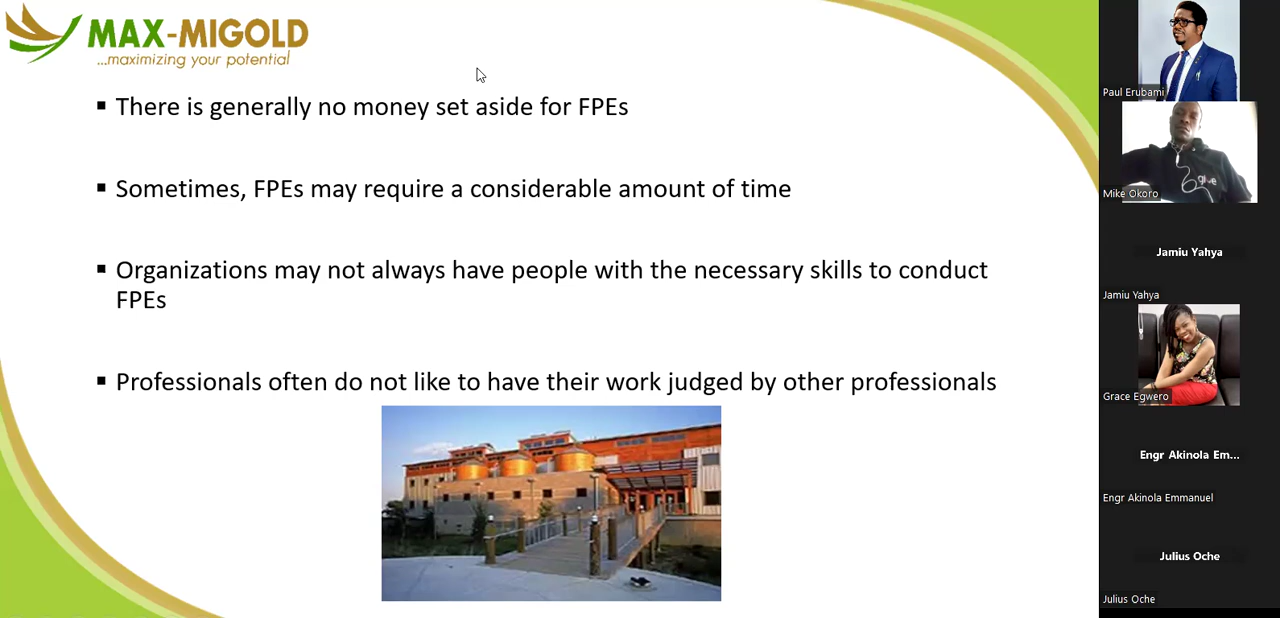 MAX-MIGOLD
...maximizing your potential
▪ There is generally no money set aside for FPEs
▪ Sometimes, FPEs may require a considerable amount of time
▪ Organizations may not always have people with the necessary skills to conduct
FPEs
▪ Professionals often do not like to have their work judged by other professionals
Paul Erubami
give
Mike Okoro
Jamiu Yahya
Jamiu Yahya
Grace Egwero
Engr Akinola Em...
Engr Akinola Emmanuel
Julius Oche
Julius Oche